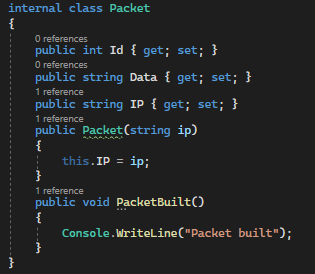 internal class Packet
{
0 references
public int Id { get; set; }
0 references
public string Data { get; set; }
1 reference
public string IP { get; set; }
1 reference
public Packet(string ip)
{
this.IP = ip;
}
1 reference
public void PacketBuilt()
{
Console.WriteLine("Packet built");
}
}